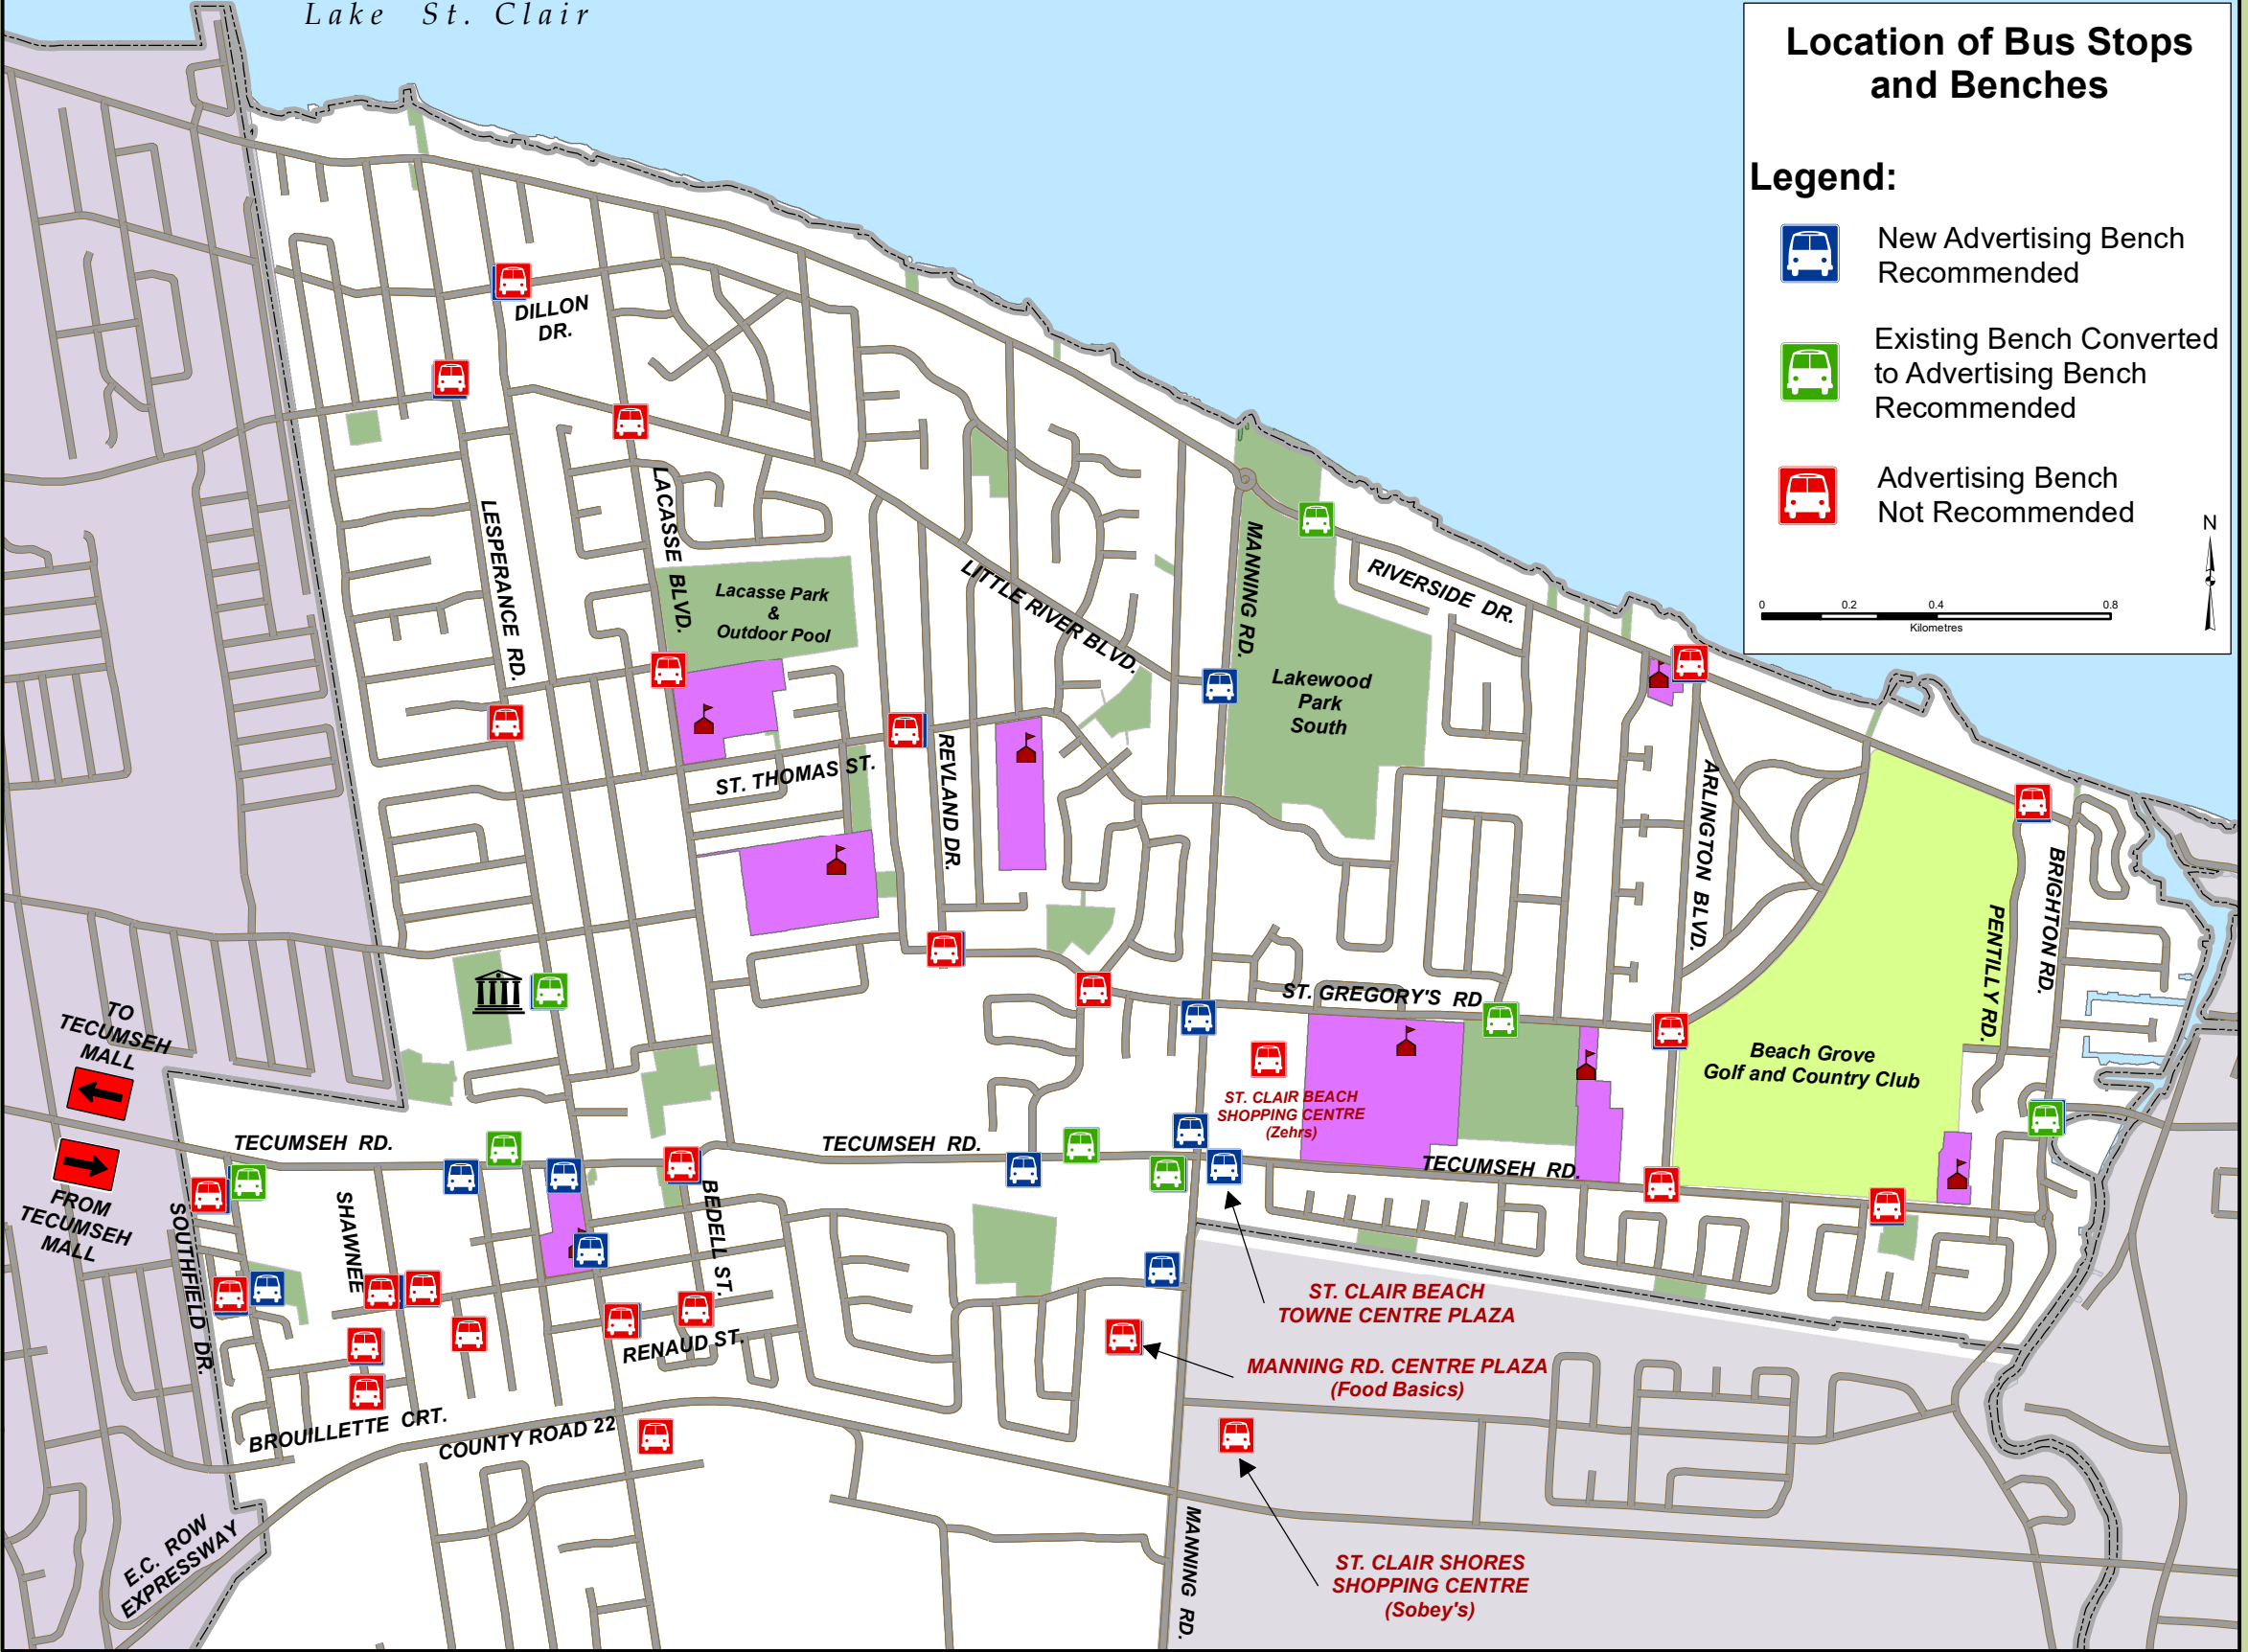 Lake St. Clair
Location of Bus Stops
and Benches
Legend:
New Advertising Bench
Recommended
Existing Bench Converted
to Advertising Bench
Recommended
Advertising Bench
Not Recommended
N
0 0.2 0.4 0.8
Kilometres
DILLON
DR.
LESPERANCE RD.
LACASSE BLVD.
Lacasse Park
&
Outdoor Pool
LITTLE RIVER BLVD.
MANNING RD.
RIVERSIDE DR.
Lakewood
Park
South
ST. THOMAS ST.
REVLAND DR.
ARLINGTON BLVD.
BRIGHTON RD.
PENTILLY RD.
ST. GREGORY'S RD
Beach Grove
Golf and Country Club
TO
TECUMSEH
MALL
FROM
TECUMSEH
MALL
ST. CLAIR BEACH
SHOPPING CENTRE
(Zehrs)
TECUMSEH RD.
TECUMSEH RD.
TECUMSEH RD.
SOUTHFIELD DR.
SHAWNEE
BEDELL ST.
RENAUD ST.
ST. CLAIR BEACH
TOWNE CENTRE PLAZA
MANNING RD. CENTRE PLAZA
(Food Basics)
BROUILLETTE CRT.
COUNTY ROAD 22
E.C. ROW
EXPRESSWAY
MANNING RD.
ST. CLAIR SHORES
SHOPPING CENTRE
(Sobey's)